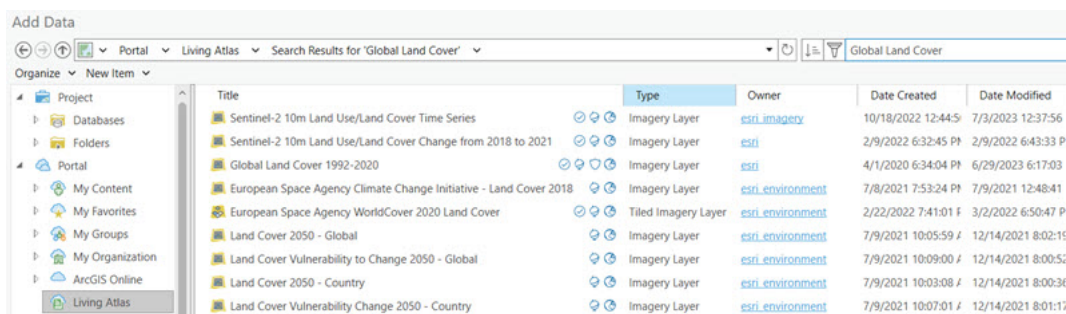 Add Data
Portal Living Atlas Search Results for 'Global Land Cover' Global Land Cover
Organize New Item
Project Title Type Owner Date Created Date Modified
Databases Sentinel-2 10m Land Use/Land Cover Time Series Imagery Layer esri_imagery 10/18/2022 12:44:5 7/3/2023 12:37:56
Folders Sentinel-2 10m Land Use/Land Cover Change from 2018 to 2021 Imagery Layer esri 2/9/2022 6:32:45 PM 2/9/2022 6:43:33 P
Portal Global Land Cover 1992-2020 Imagery Layer esri 4/1/2020 6:34:04 PM 6/29/2023 6:17:03
My Content European Space Agency Climate Change Initiative - Land Cover 2018 Imagery Layer esri_environment 7/8/2021 7:53:24 PM 7/9/2021 12:48:41
My Favorites European Space Agency WorldCover 2020 Land Cover Tiled Imagery Layer esri_environment 2/22/2022 7:41:01 3/2/2022 6:50:47 P
My Groups Land Cover 2050 - Global Imagery Layer esri_environment 7/9/2021 10:05:59 12/14/2021 8:02:19
My Organization Land Cover Vulnerability to Change 2050 - Global Imagery Layer esri_environment 7/9/2021 10:09:00 12/14/2021 8:00:52
ArcGIS Online Land Cover 2050 - Country Imagery Layer esri_environment 7/9/2021 10:03:08 12/14/2021 8:00:36
Living Atlas Land Cover Vulnerability Change 2050 - Country Imagery Layer esri_environment 7/9/2021 10:07:01 12/14/2021 8:01:17